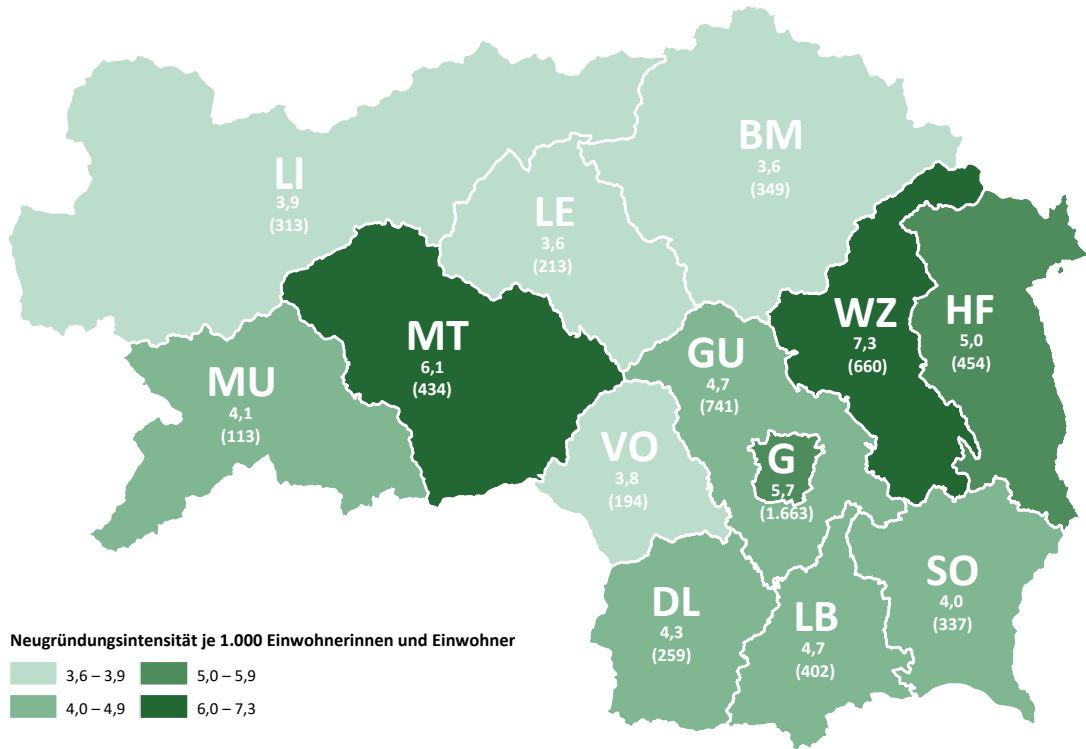 BM
3,6
(349)
LI
3,9
(313)
LE
3,6
(213)
WZ
7,3
(660)
HF
5,0
(454)
MT
6,1
(434)
GU
4,7
(741)
MU
4,1
(113)
VO
3,8
(194)
G
5,7
(1.663)
SO
4,0
(337)
DL
4,3
(259)
LB
4,7
(402)
Neugründungsintensität je 1.000 Einwohnerinnen und Einwohner
3,6 – 3,9
5,0 – 5,9
4,0 – 4,9
6,0 – 7,3